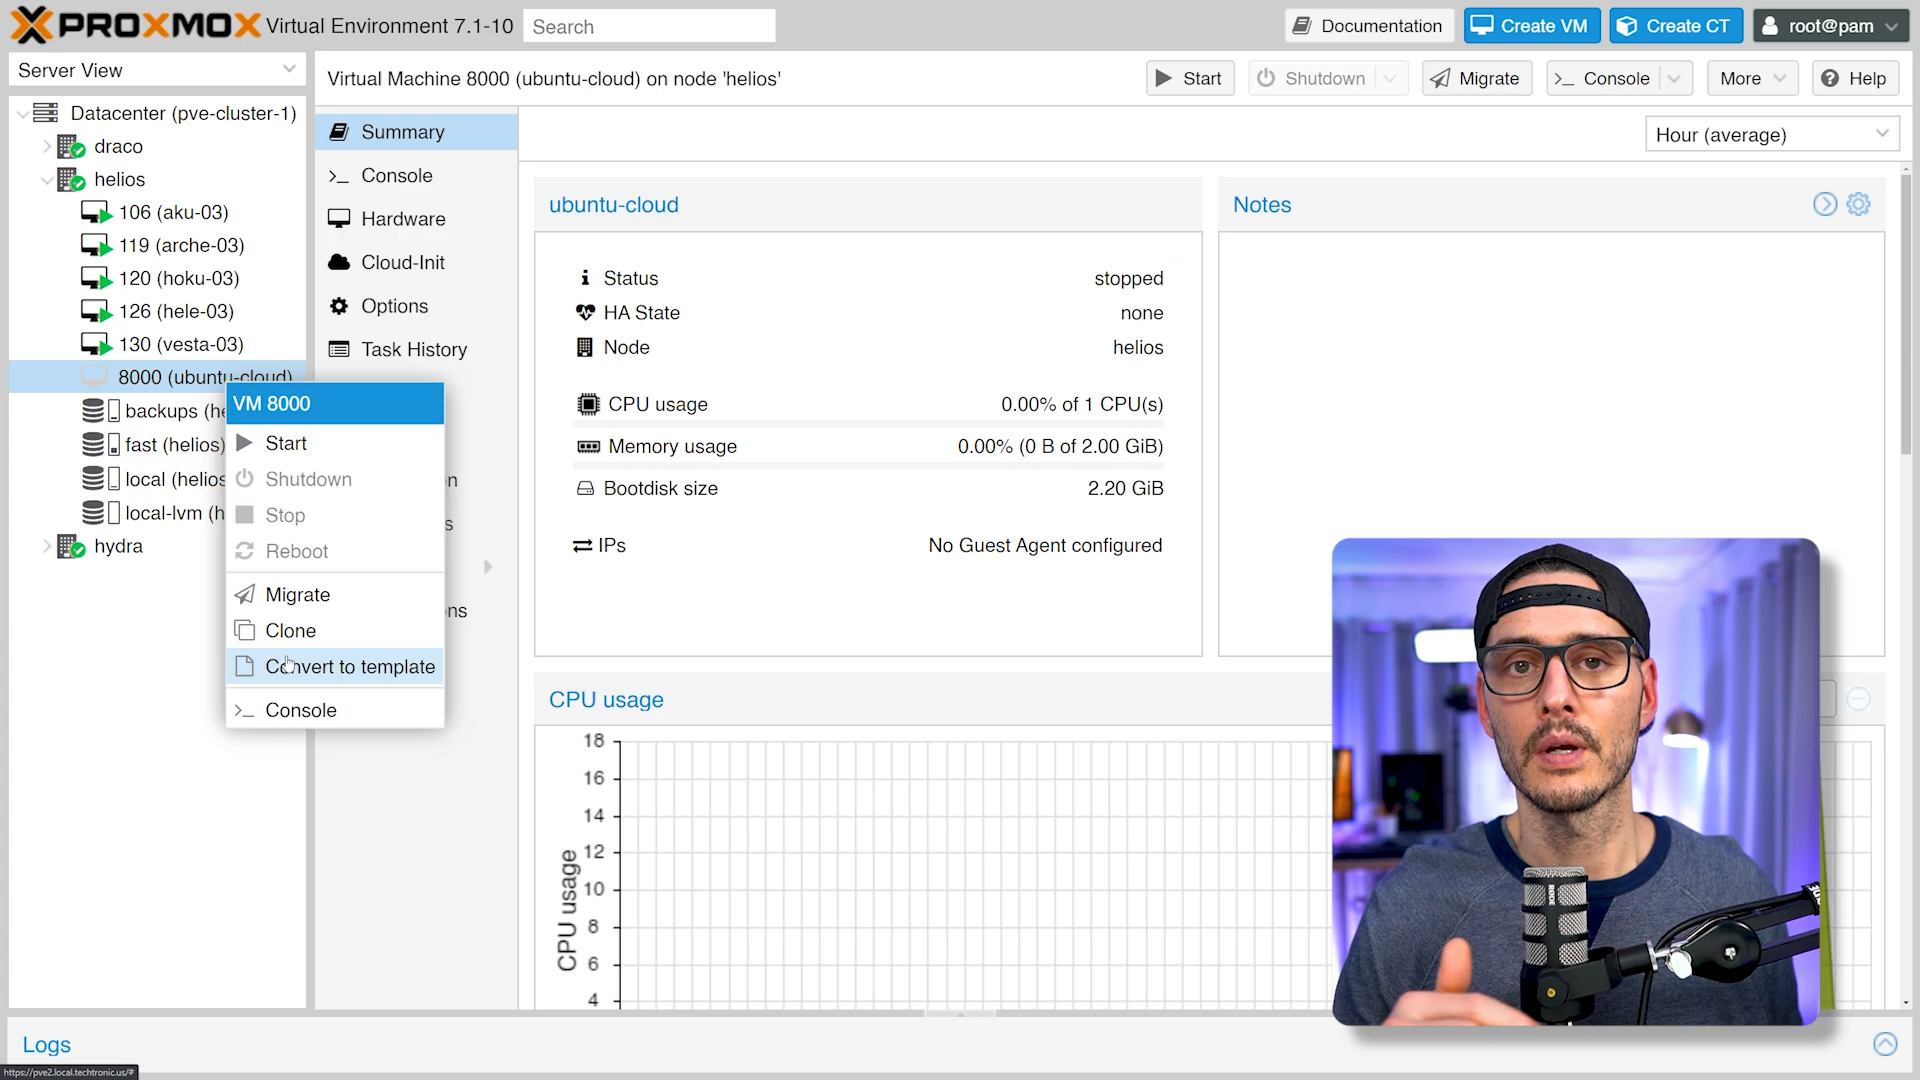 PROXMOX Virtual Environment 7.1-10
Search
Documentation
Create VM
Create CT
root@pam
Server View
Virtual Machine 8000 (ubuntu-cloud) on node 'helios'
Start
Shutdown
Migrate
Console
More
Help
Datacenter (pve-cluster-1)
draco
helios
106 (aku-03)
119 (arche-03)
120 (hoku-03)
126 (hele-03)
130 (vesta-03)
8000 (ubuntu-cloud)
backups (he
fast (helios)
local (helios
local-lvm (h
hydra
VM 8000
Start
Shutdown
Stop
Reboot
Migrate
Clone
Convert to template
Console
Summary
Console
Hardware
Cloud-Init
Options
Task History
n
s
ons
Hour (average)
ubuntu-cloud
Status stopped
HA State none
Node helios
CPU usage 0.00% of 1 CPU(s)
Memory usage 0.00% (0 B of 2.00 GiB)
Bootdisk size 2.20 GiB
IPs No Guest Agent configured
Notes
CPU usage
18
16
14
12
10
8
6
4
CPU usage
RØDE
Logs
https://pve2.local.techtronic.us/#